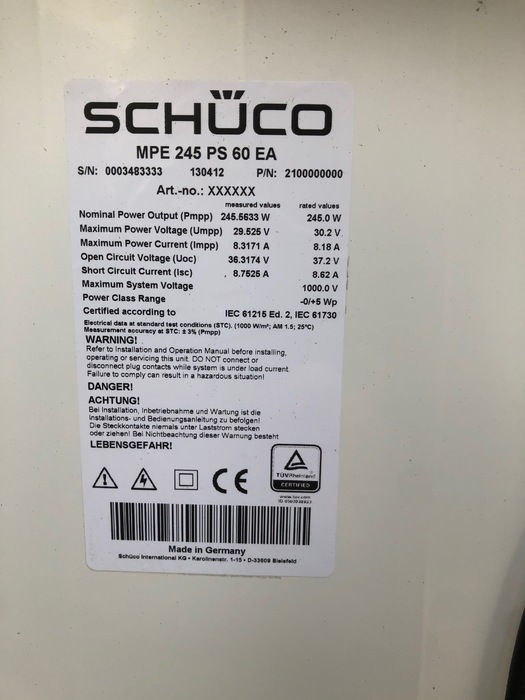 SCHÜCO
MPE 245 PS 60 EA
S/N: 0003483333 130412 P/N: 2100000000
Art.-no.: XXXXXX
measured values rated values
Nominal Power Output (Pmpp) 245.5633 W 245.0 W
Maximum Power Voltage (Umpp) 29.525 V 30.2 V
Maximum Power Current (Impp) 8.3171 A 8.18 A
Open Circuit Voltage (Uoc) 36.3174 V 37.2 V
Short Circuit Current (Isc) 8.7525 A 8.62 A
Maximum System Voltage 1000.0 V
Power Class Range -0/+5 Wp
Certified according to IEC 61215 Ed. 2, IEC 61730
Electrical data at standard test conditions (STC). (1000 W/m²; AM 1.5; 25°C)
Measurement accuracy at STC: ± 3% (Pmpp)
WARNING!
Refer to Installation and Operation Manual before installing,
operating or servicing this unit. DO NOT connect or
disconnect plug contacts while system is under load current.
Failure to comply can result in a hazardous situation!
DANGER!
ACHTUNG!
Bei Installation, Inbetriebnahme und Wartung ist die
Installations- und Bedienungsanleitung zu befolgen!
Die Steckkontakte niemals unter Laststrom stecken
oder ziehen! Bei Nichtbeachtung dieser Warnung besteht
LEBENSGEFAHR!
CE
TÜVRheinland
CERTIFIED
www.tuv.com
Made in Germany
Schüco International KG • Karolinenstr. 1-15 • D-33609 Bielefeld